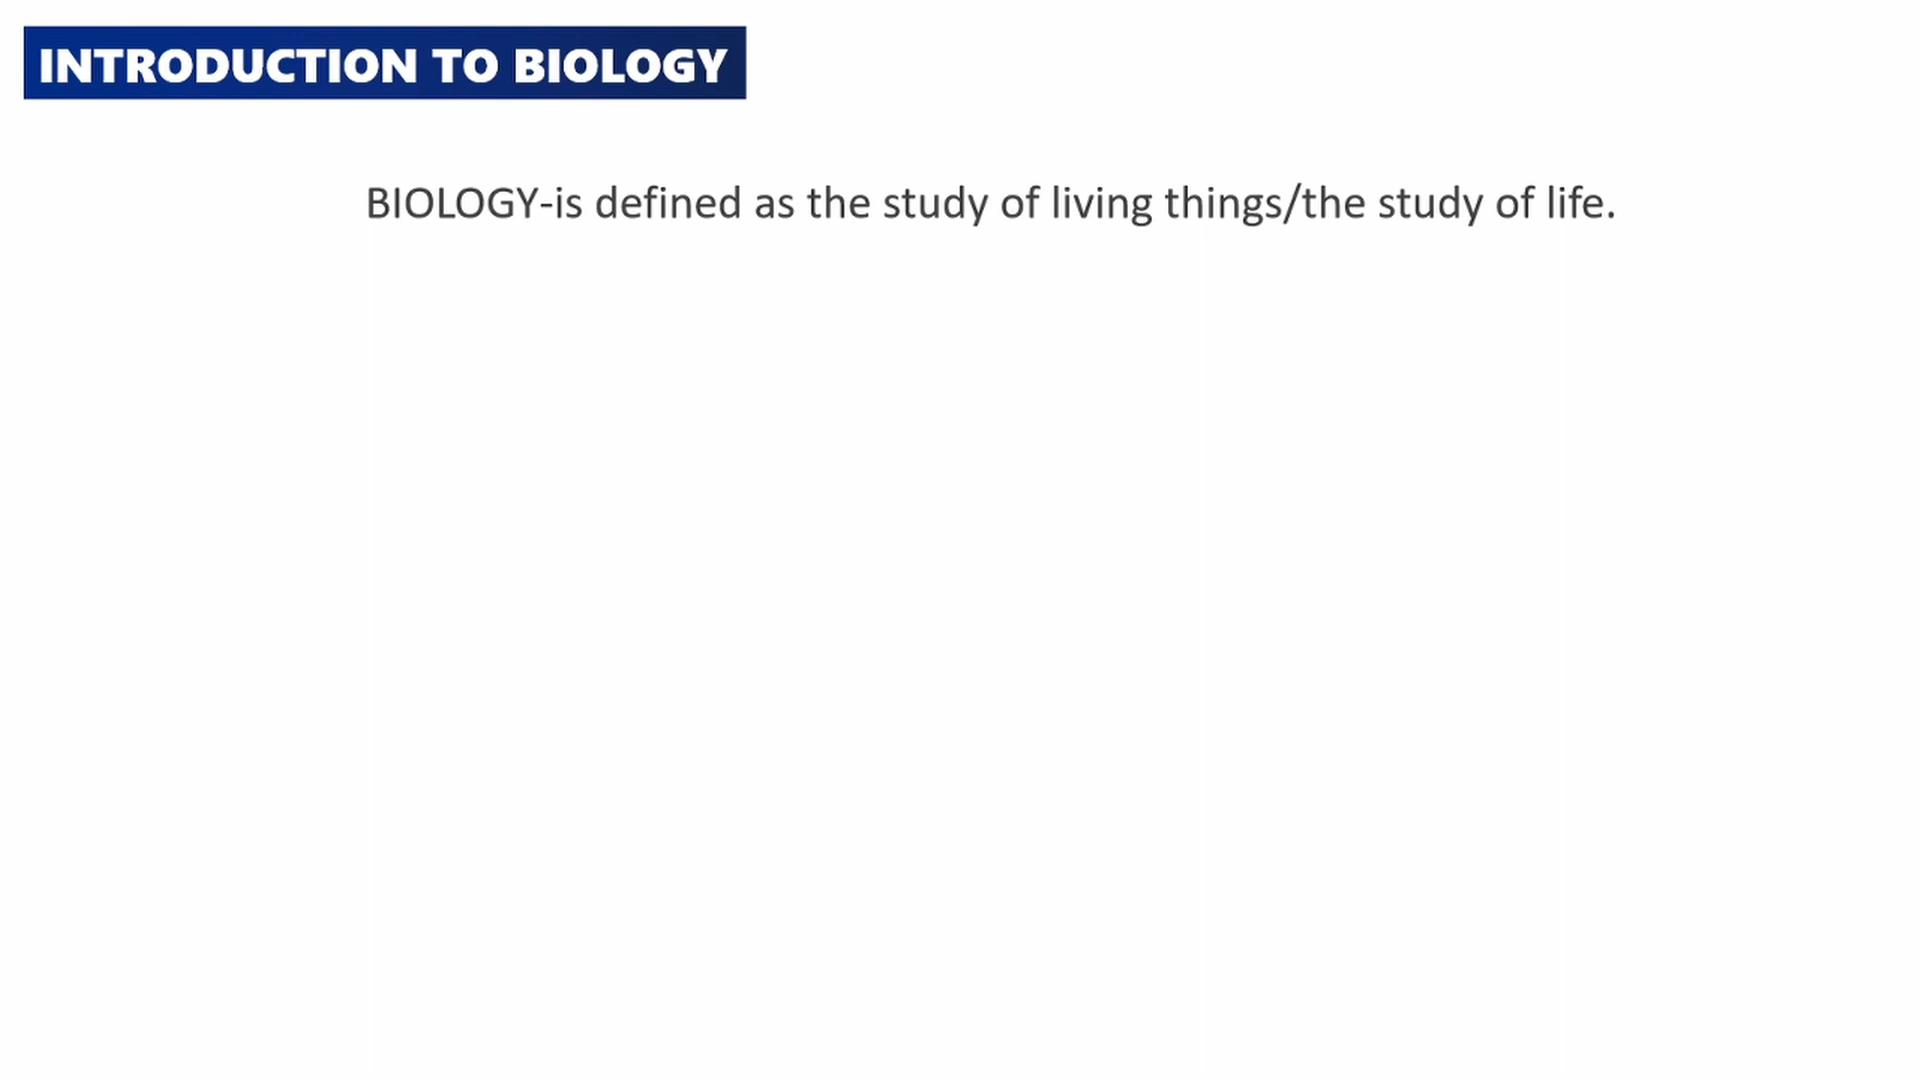 INTRODUCTION TO BIOLOGY
BIOLOGY-is defined as the study of living things/the study of life.